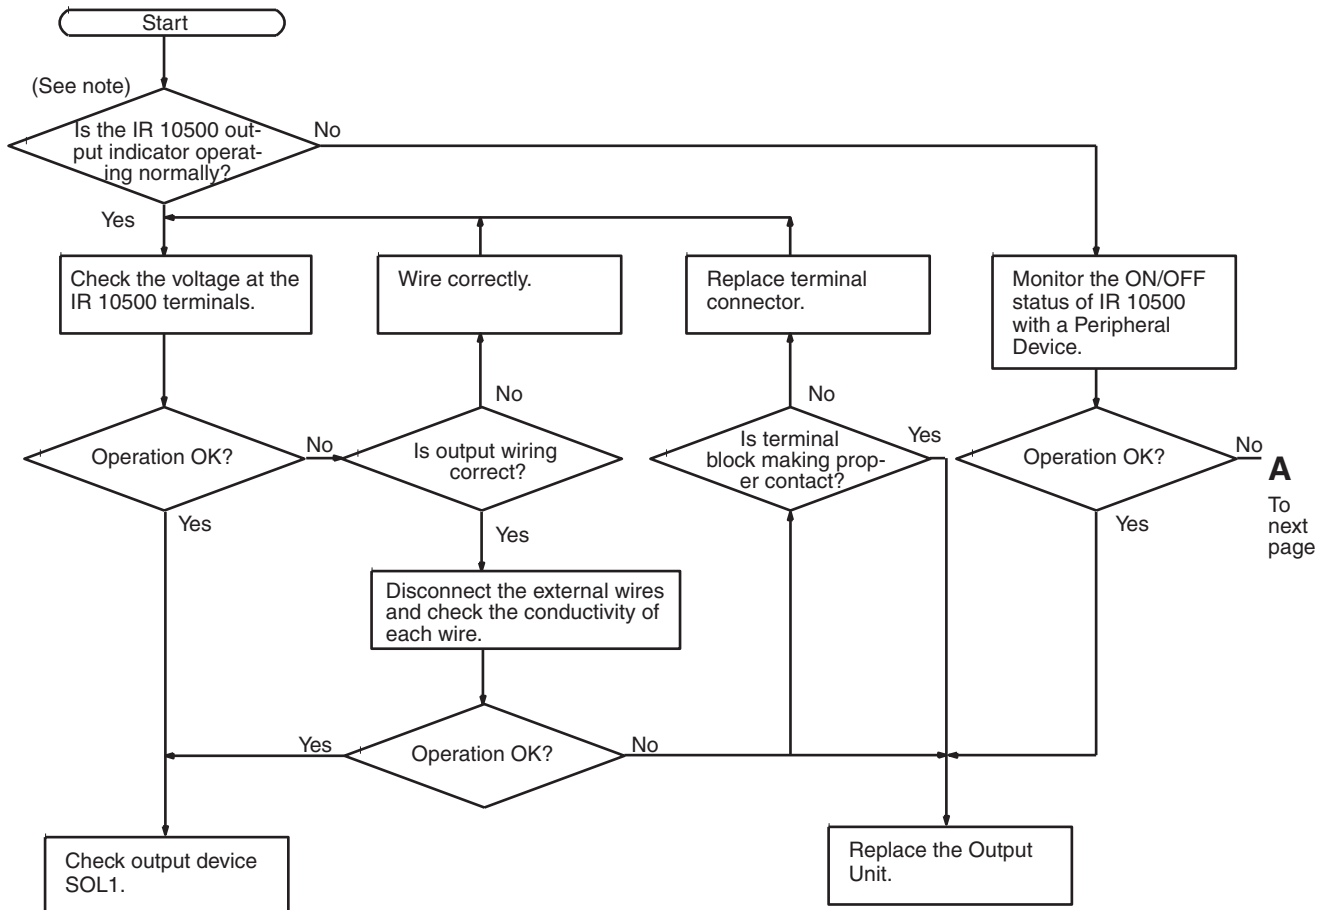 Start
(See note)
Is the IR 10500 out-
put indicator operat-
ing normally?
No
Yes
Check the voltage at the
IR 10500 terminals.
Wire correctly.
Replace terminal
connector.
Monitor the ON/OFF
status of IR 10500
with a Peripheral
Device.
No
No
Operation OK?
No
Is output wiring
correct?
Is terminal
block making prop-
er contact?
Yes
Operation OK?
No
A
To
next
page
Yes
Yes
Yes
Disconnect the external wires
and check the conductivity of
each wire.
Yes
Operation OK?
No
Check output device
SOL1.
Replace the Output
Unit.